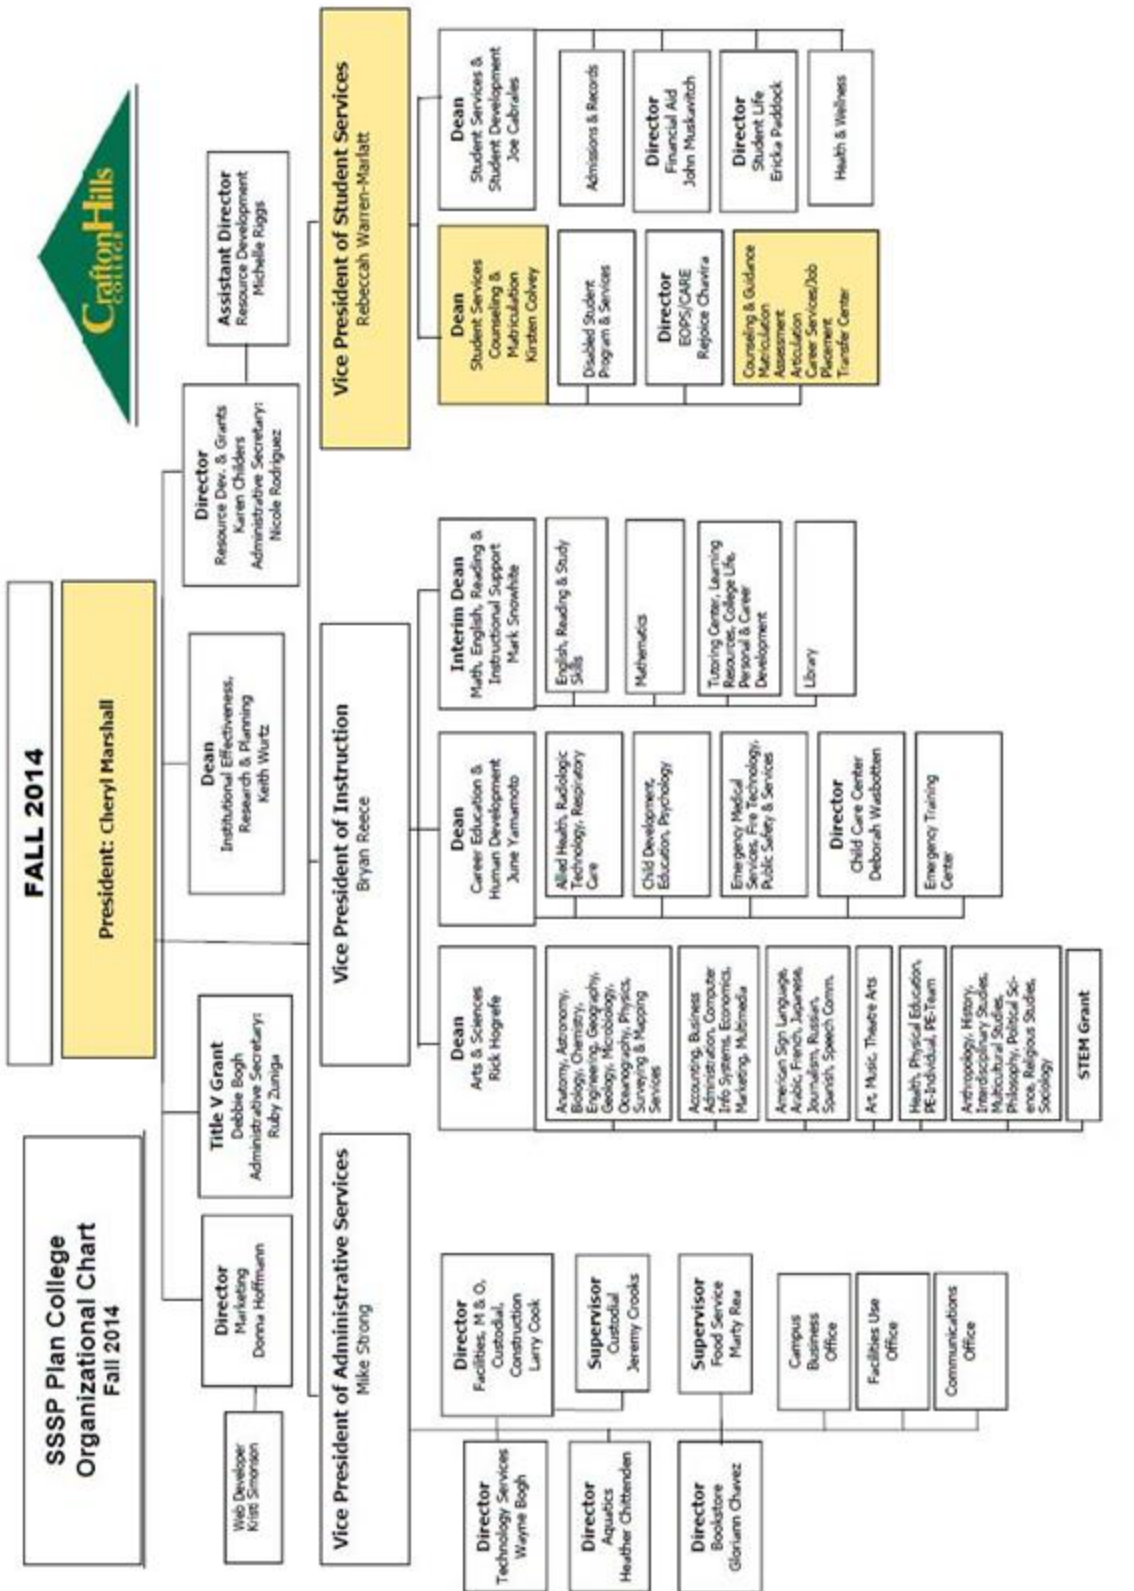 SSSP Plan College
Organizational Chart
Fall 2014
FALL 2014
President: Cheryl Marshall
CraftonHills
COLLEGE
Web Developer
Kristi Simonson
Director
Marketing
Donna Hoffmann
Title V Grant
Debbie Bogh
Administrative Secretary:
Ruby Zuniga
Dean
Institutional Effectiveness,
Research & Planning
Keith Wurtz
Director
Resource Dev. & Grants
Karen Childers
Administrative Secretary:
Nicole Rodriguez
Assistant Director
Resource Development
Michelle Riggs
Vice President of Administrative Services
Mike Strong
Vice President of Instruction
Bryan Reece
Vice President of Student Services
Rebeccah Warren-Marlatt
Director
Technology Services
Wayne Bogh
Director
Aquatics
Heather Chittenden
Director
Bookstore
Gloriann Chavez
Director
Facilities, M & O,
Custodial,
Construction
Larry Cook
Supervisor
Custodial
Jeremy Crooks
Supervisor
Food Service
Marty Rea
Campus
Business
Office
Facilities Use
Office
Communications
Office
Dean
Arts & Sciences
Rick Hogrefe
Anatomy, Astronomy,
Biology, Chemistry,
Engineering, Geography,
Geology, Microbiology,
Oceanography, Physics,
Surveying & Mapping
Services
Accounting, Business
Administration, Computer
Info Systems, Economics,
Marketing, Multimedia
American Sign Language,
Arabic, French, Japanese,
Journalism, Russian,
Spanish, Speech Comm.
Art, Music, Theatre Arts
Health, Physical Education,
PE-Individual, PE-Team
Anthropology, History,
Interdisciplinary Studies,
Multicultural Studies,
Philosophy, Political Sci-
ence, Religious Studies,
Sociology
STEM Grant
Dean
Career Education &
Human Development
June Yamamoto
Allied Health, Radiologic
Technology, Respiratory
Care
Child Development,
Education, Psychology
Emergency Medical
Services, Fire Technology,
Public Safety & Services
Director
Child Care Center
Deborah Wasbotten
Emergency Training
Center
Interim Dean
Math, English, Reading &
Instructional Support
Mark Snowhite
English, Reading & Study
Skills
Mathematics
Tutoring Center, Learning
Resources, College Life,
Personal & Career
Development
Library
Dean
Student Services
Counseling &
Matriculation
Kirsten Colvey
Disabled Student
Program & Services
Director
EOPS/CARE
Rejoice Chavira
Counseling & Guidance
Matriculation
Assessment
Articulation
Career Services/Job
Placement
Transfer Center
Dean
Student Services &
Student Development
Joe Cabrales
Admissions & Records
Director
Financial Aid
John Muskavitch
Director
Student Life
Ericka Paddock
Health & Wellness